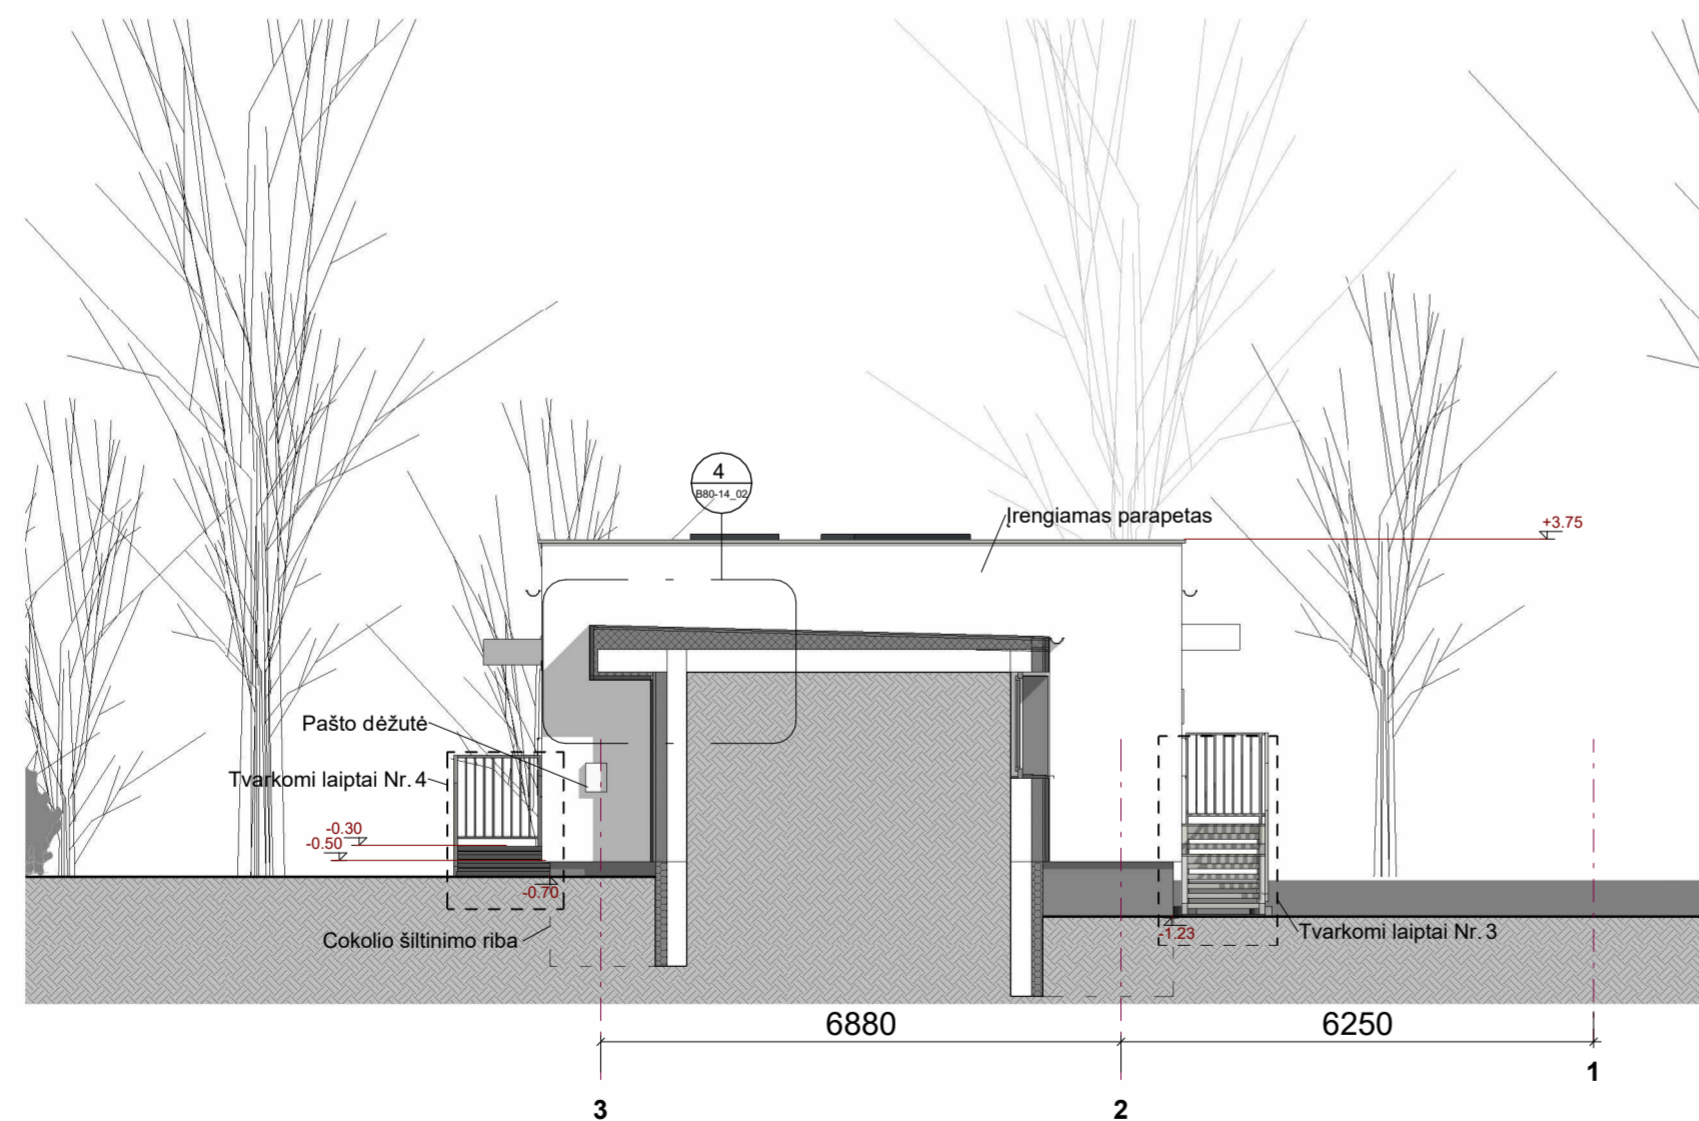 4
B80-14_02
Įrengiamas parapetas
+3.75
Pašto dėžutė
Tvarkomi laiptai Nr. 4
-0.30
-0.50
-0.70
Cokolio šiltinimo riba
-1.23
Tvarkomi laiptai Nr. 3
6880
6250
1
3
2